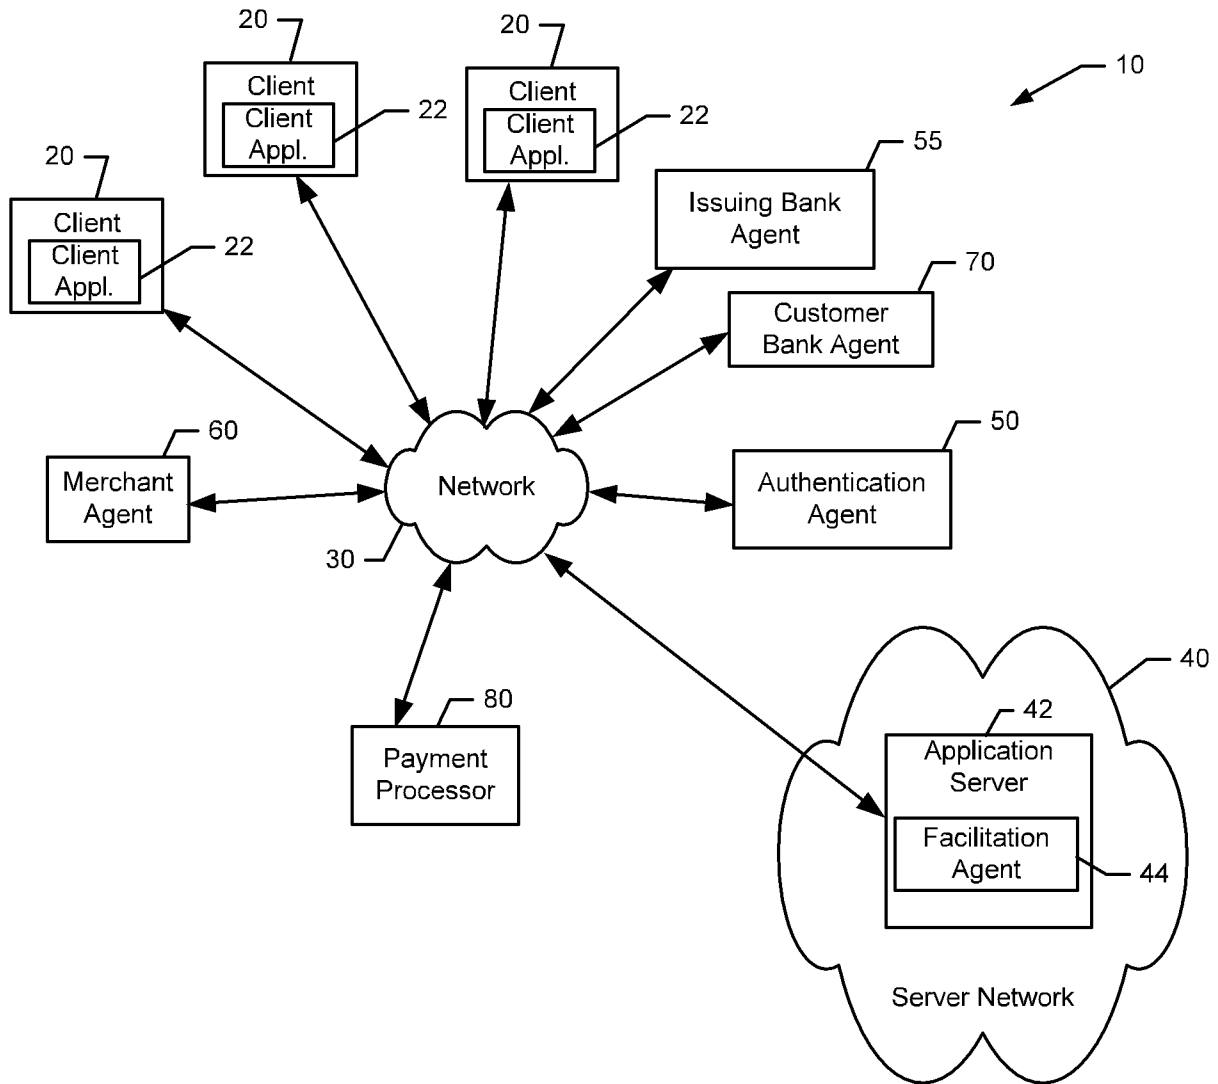 20
20
20
10
Client
Client
Appl.
22
Client
Client
Appl.
22
55
20
Client
Client
Appl.
22
Issuing Bank
Agent
70
Customer
Bank Agent
60
Merchant
Agent
Network
30
50
Authentication
Agent
80
Payment
Processor
40
42
Application
Server
Facilitation
Agent
44
Server Network